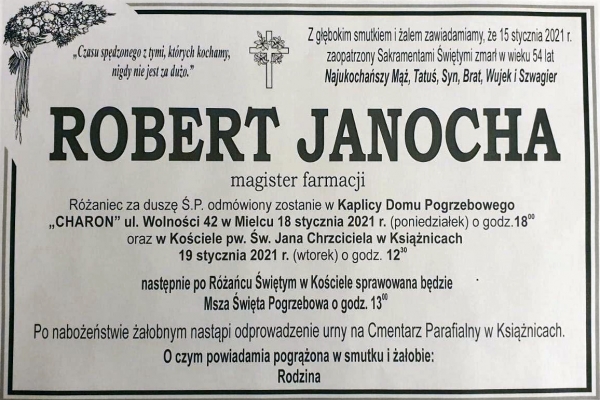 „Czasu spędzonego z tymi, których kochamy,
nigdy nie jest za dużo.”
Z głębokim smutkiem i żalem zawiadamiamy, że 15 stycznia 2021 r.
zaopatrzony Sakramentami Świętymi zmarł w wieku 54 lat
Najukochańszy Mąż, Tatuś, Syn, Brat, Wujek i Szwagier
ROBERT JANOCHA
magister farmacji
Różaniec za duszę Ś.P. odmówiony zostanie w Kaplicy Domu Pogrzebowego
„CHARON” ul. Wolności 42 w Mielcu 18 stycznia 2021 r. (poniedziałek) o godz.18⁰⁰
oraz w Kościele pw. Św. Jana Chrzciciela w Książnicach
19 stycznia 2021 r. (wtorek) o godz. 12³⁰
następnie po Różańcu Świętym w Kościele sprawowana będzie
Msza Święta Pogrzebowa o godz. 13⁰⁰
Po nabożeństwie żałobnym nastąpi odprowadzenie urny na Cmentarz Parafialny w Książnicach.
O czym powiadamia pogrążona w smutku i żałobie:
Rodzina